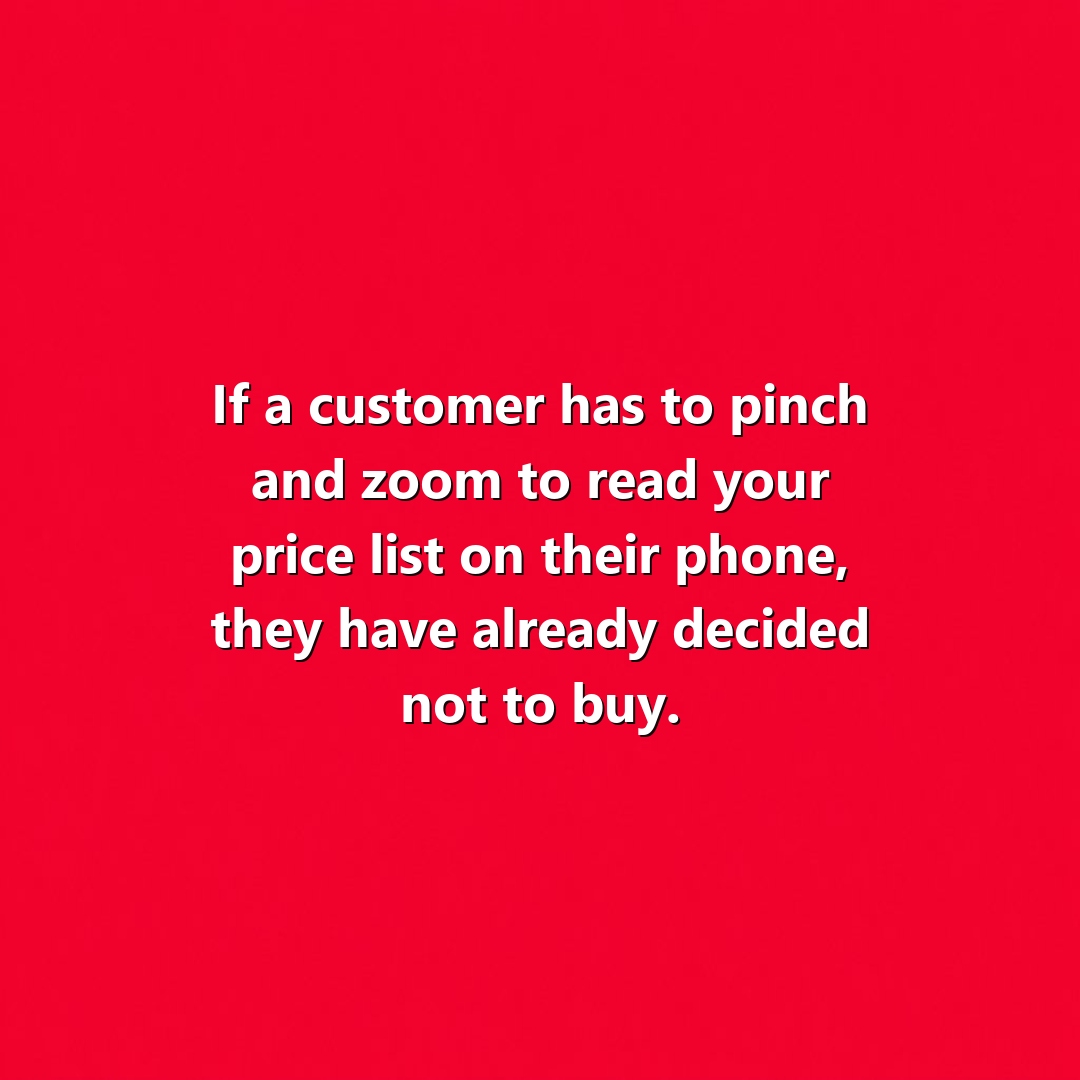 If a customer has to pinch
and zoom to read your
price list on their phone,
they have already decided
not to buy.